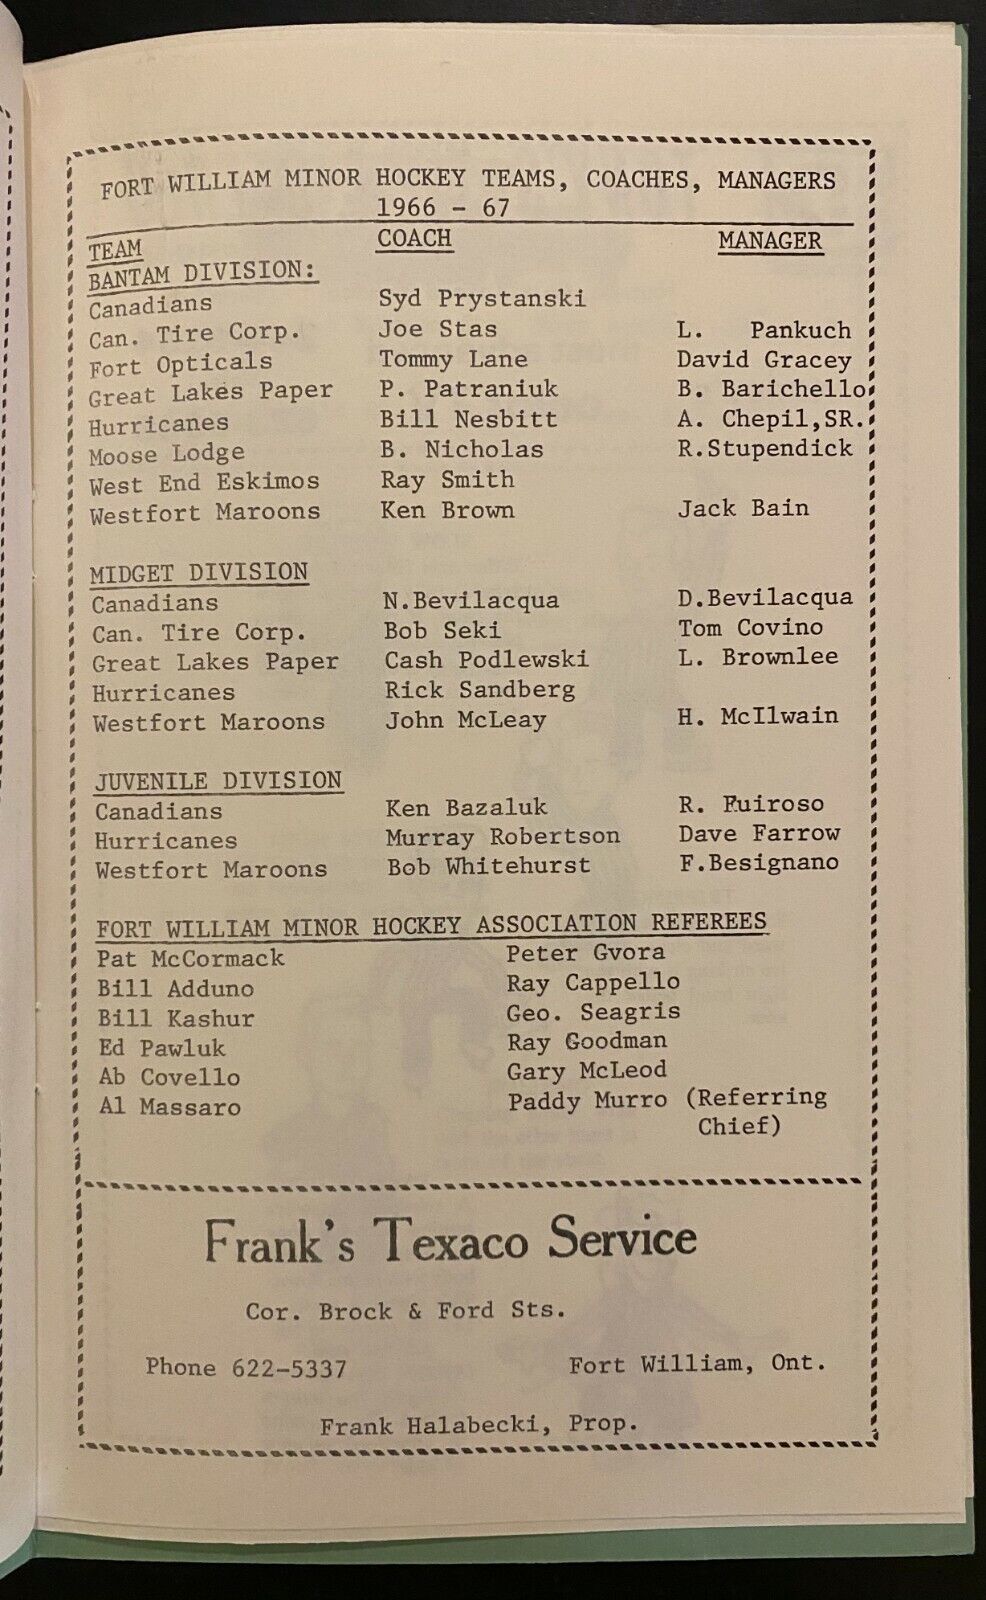 FORT WILLIAM MINOR HOCKEY TEAMS, COACHES, MANAGERS
1966 - 67
TEAM COACH MANAGER
BANTAM DIVISION:
Canadians Syd Prystanski
Can. Tire Corp. Joe Stas L. Pankuch
Fort Opticals Tommy Lane David Gracey
Great Lakes Paper P. Patraniuk B. Barichello
Hurricanes Bill Nesbitt A. Chepil,SR.
Moose Lodge B. Nicholas R.Stupendick
West End Eskimos Ray Smith
Westfort Maroons Ken Brown Jack Bain
MIDGET DIVISION
Canadians N.Bevilacqua D.Bevilacqua
Can. Tire Corp. Bob Seki Tom Covino
Great Lakes Paper Cash Podlewski L. Brownlee
Hurricanes Rick Sandberg
Westfort Maroons John McLeay H. McIlwain
JUVENILE DIVISION
Canadians Ken Bazaluk R. Fuiroso
Hurricanes Murray Robertson Dave Farrow
Westfort Maroons Bob Whitehurst F.Besignano
FORT WILLIAM MINOR HOCKEY ASSOCIATION REFEREES
Pat McCormack Peter Gvora
Bill Adduno Ray Cappello
Bill Kashur Geo. Seagris
Ed Pawluk Ray Goodman
Ab Covello Gary McLeod
Al Massaro Paddy Murro (Referring
Chief)
Frank's Texaco Service
Cor. Brock & Ford Sts.
Phone 622-5337 Fort William, Ont.
Frank Halabecki, Prop.